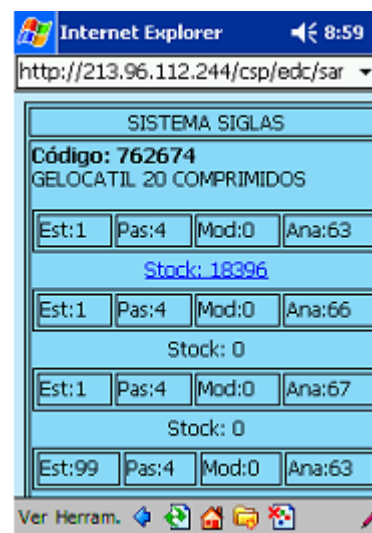 Internet Explorer 8:59
http://213.96.112.244/csp/edc/sar
SISTEMA SIGLAS
Código: 762674
GELOCATIL 20 COMPRIMIDOS
Est:1 Pas:4 Mod:0 Ana:63
Stock: 18396
Est:1 Pas:4 Mod:0 Ana:66
Stock: 0
Est:1 Pas:4 Mod:0 Ana:67
Stock: 0
Est:99 Pas:4 Mod:0 Ana:63
Ver Herram.